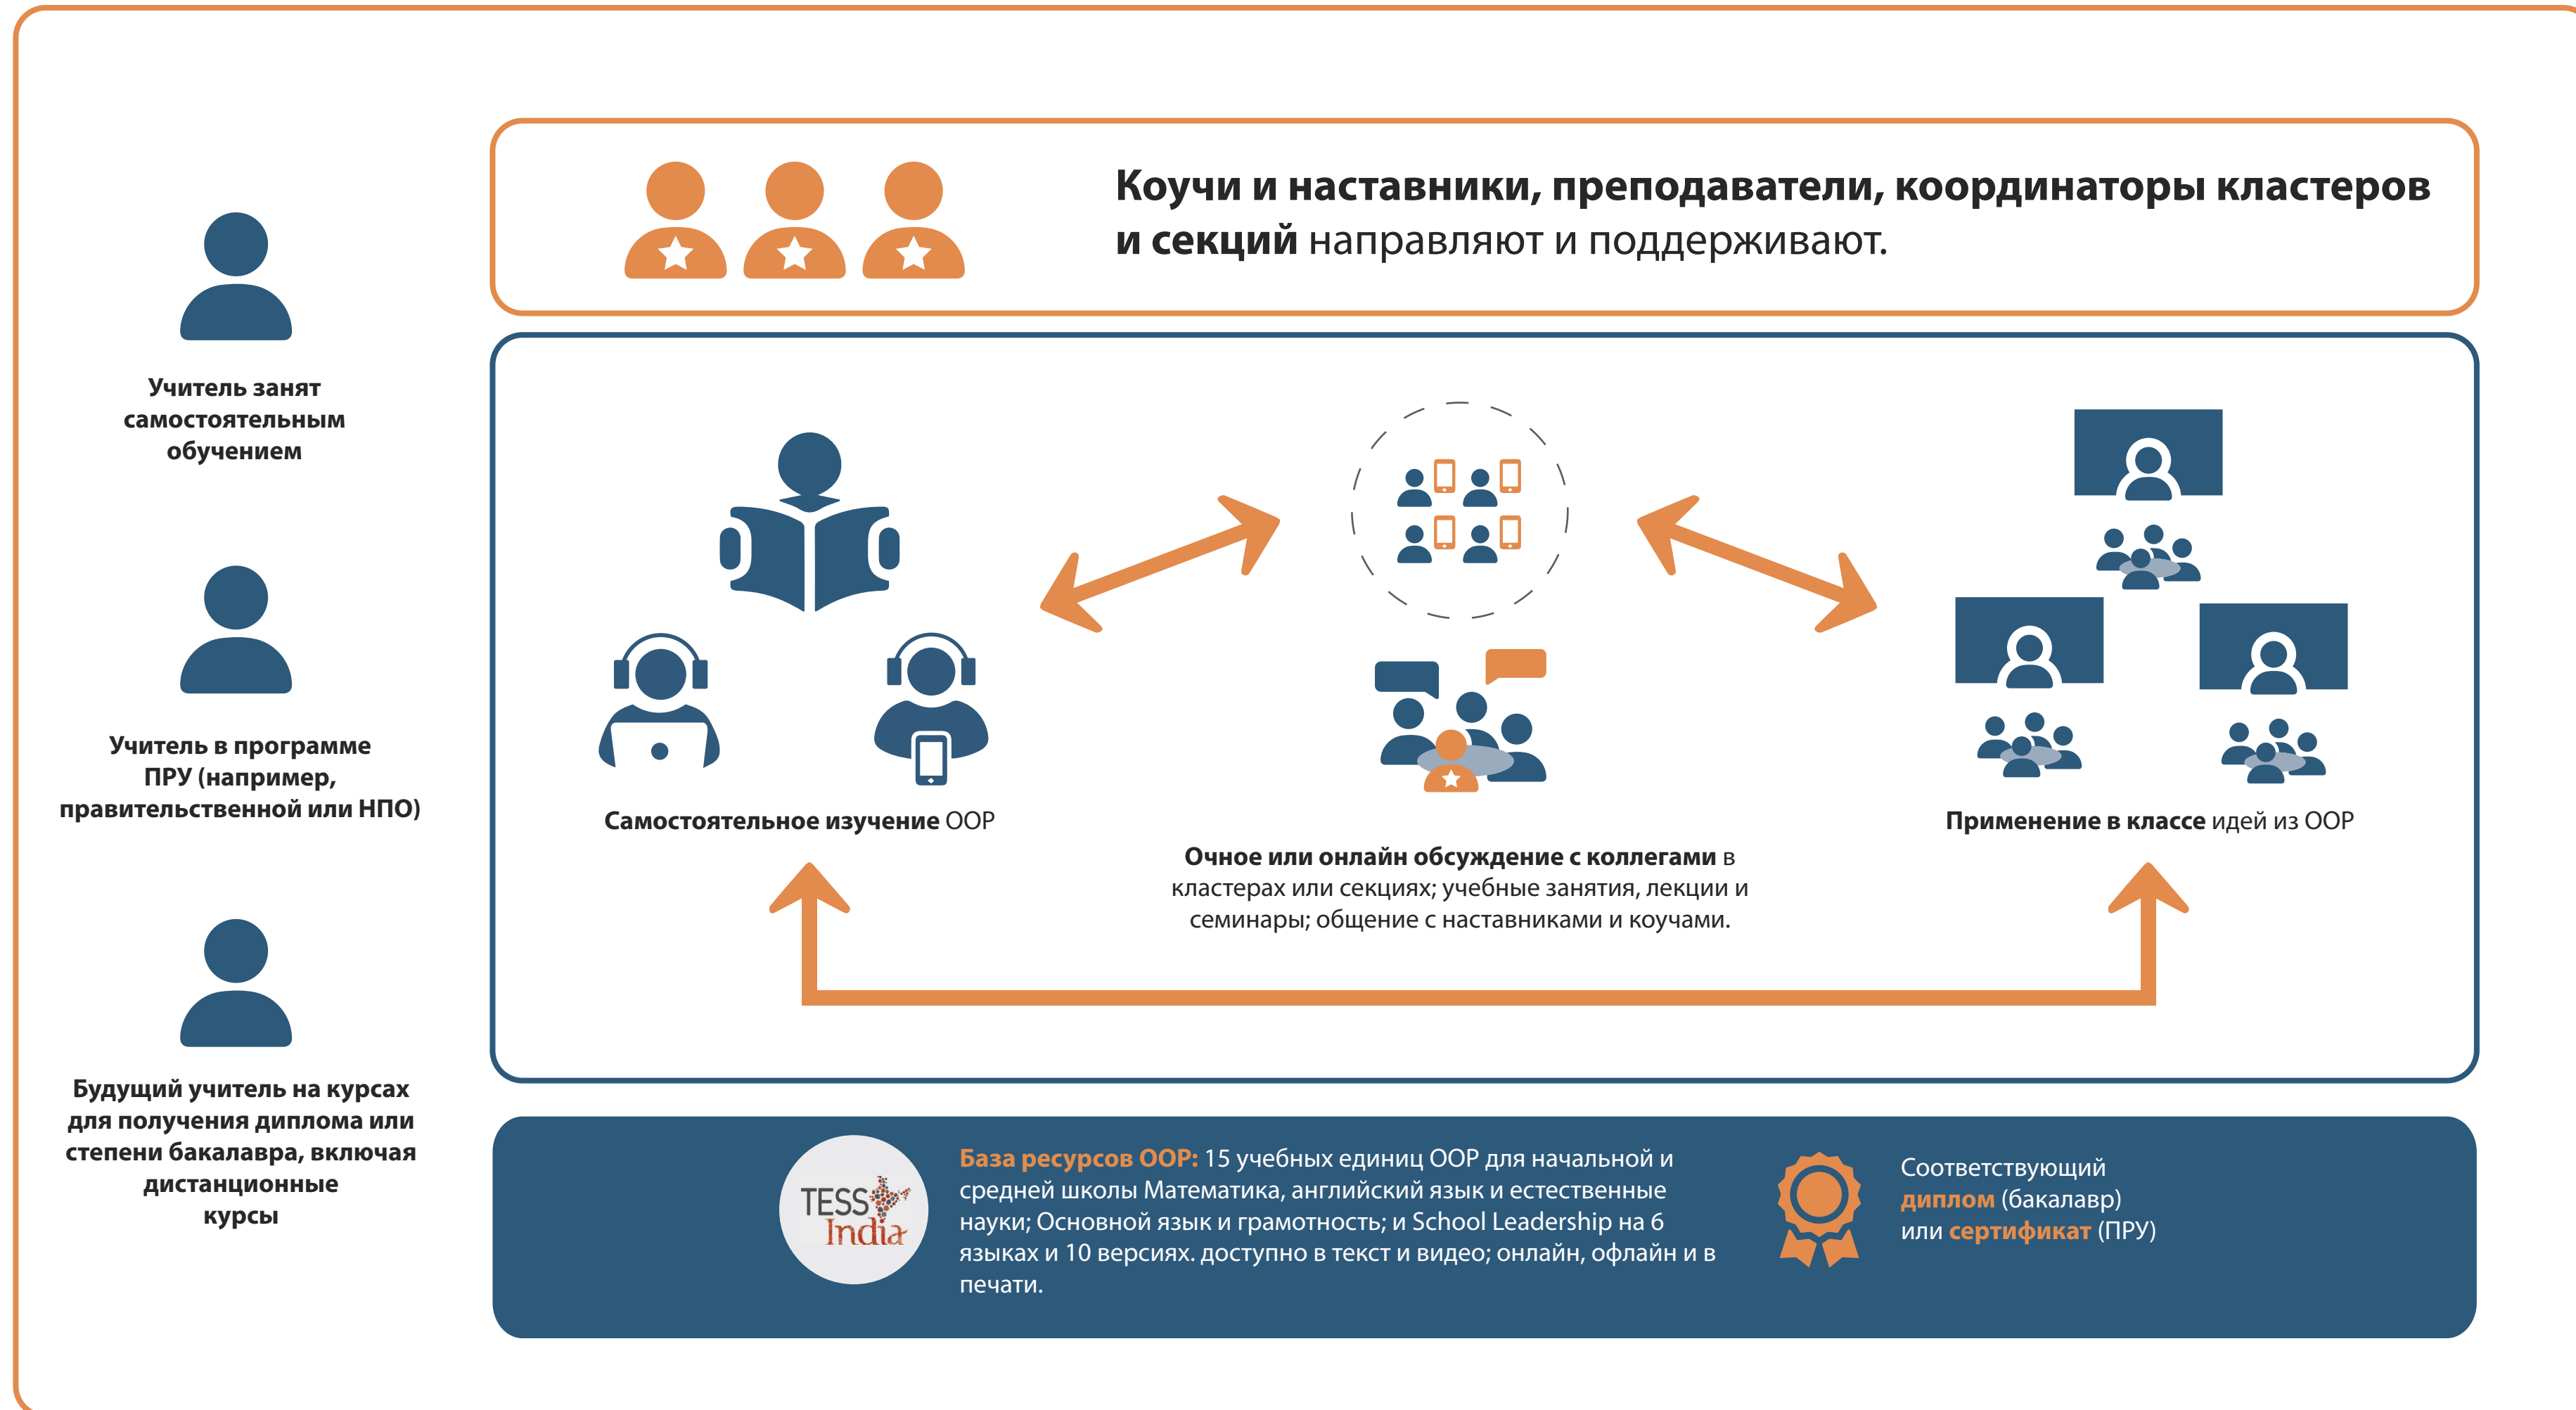 Коучи и наставники, преподаватели, координаторы кластеров
и секций направляют и поддерживают.
Учитель занят
самостоятельным
обучением
Учитель в программе
ПРУ (например,
правительственной или НПО)
Будущий учитель на курсах
для получения диплома или
степени бакалавра, включая
дистанционные
курсы
Самостоятельное изучение ООР
Очное или онлайн обсуждение с коллегами в
кластерах или секциях; учебные занятия, лекции и
семинары; общение с наставниками и коучами.
Применение в классе идей из ООР
TESS
India
База ресурсов ООР: 15 учебных единиц ООР для начальной и
средней школы Математика, английский язык и естественные
науки; Основной язык и грамотность; и School Leadership на 6
языках и 10 версиях. доступно в текст и видео; онлайн, офлайн и в
печати.
Соответствующий
диплом (бакалавр)
или сертификат (ПРУ)